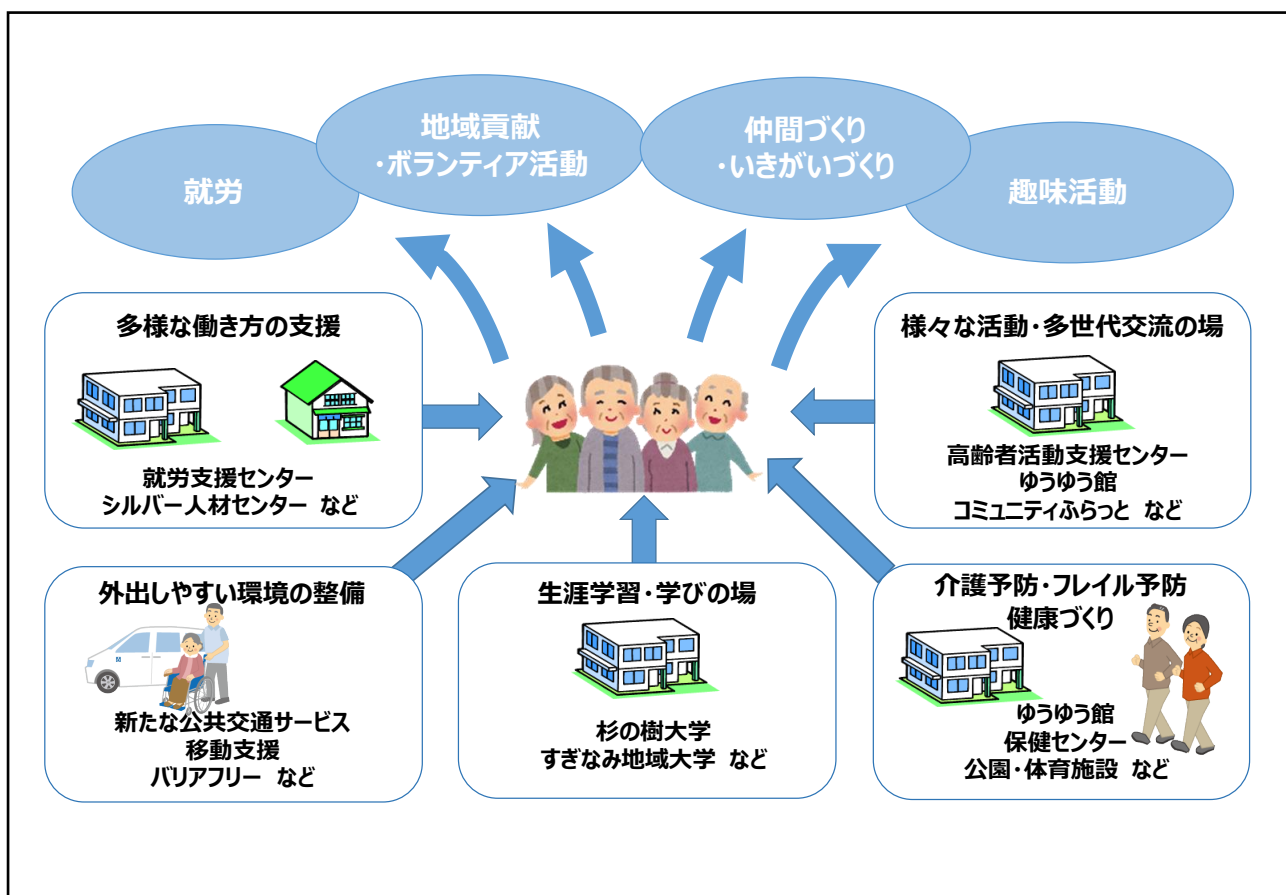 就労
地域貢献
・ボランティア活動
仲間づくり
・いきがいづくり
趣味活動
多様な働き方の支援
就労支援センター
シルバー人材センター など
様々な活動・多世代交流の場
高齢者活動支援センター
ゆうゆう館
コミュニティふらっと など
外出しやすい環境の整備
M
新たな公共交通サービス
移動支援
バリアフリー など
生涯学習・学びの場
杉の樹大学
すぎなみ地域大学 など
介護予防・フレイル予防
健康づくり
ゆうゆう館
保健センター
公園・体育施設 など